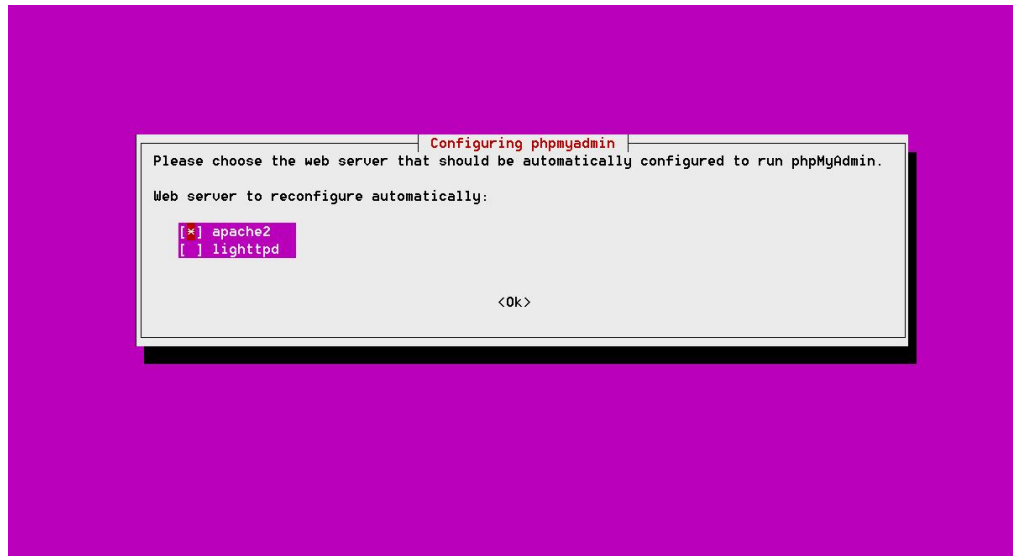 Configuring phpmyadmin
Please choose the web server that should be automatically configured to run phpMyAdmin.
Web server to reconfigure automatically:
[*] apache2
[ ] lighttpd
<Ok>